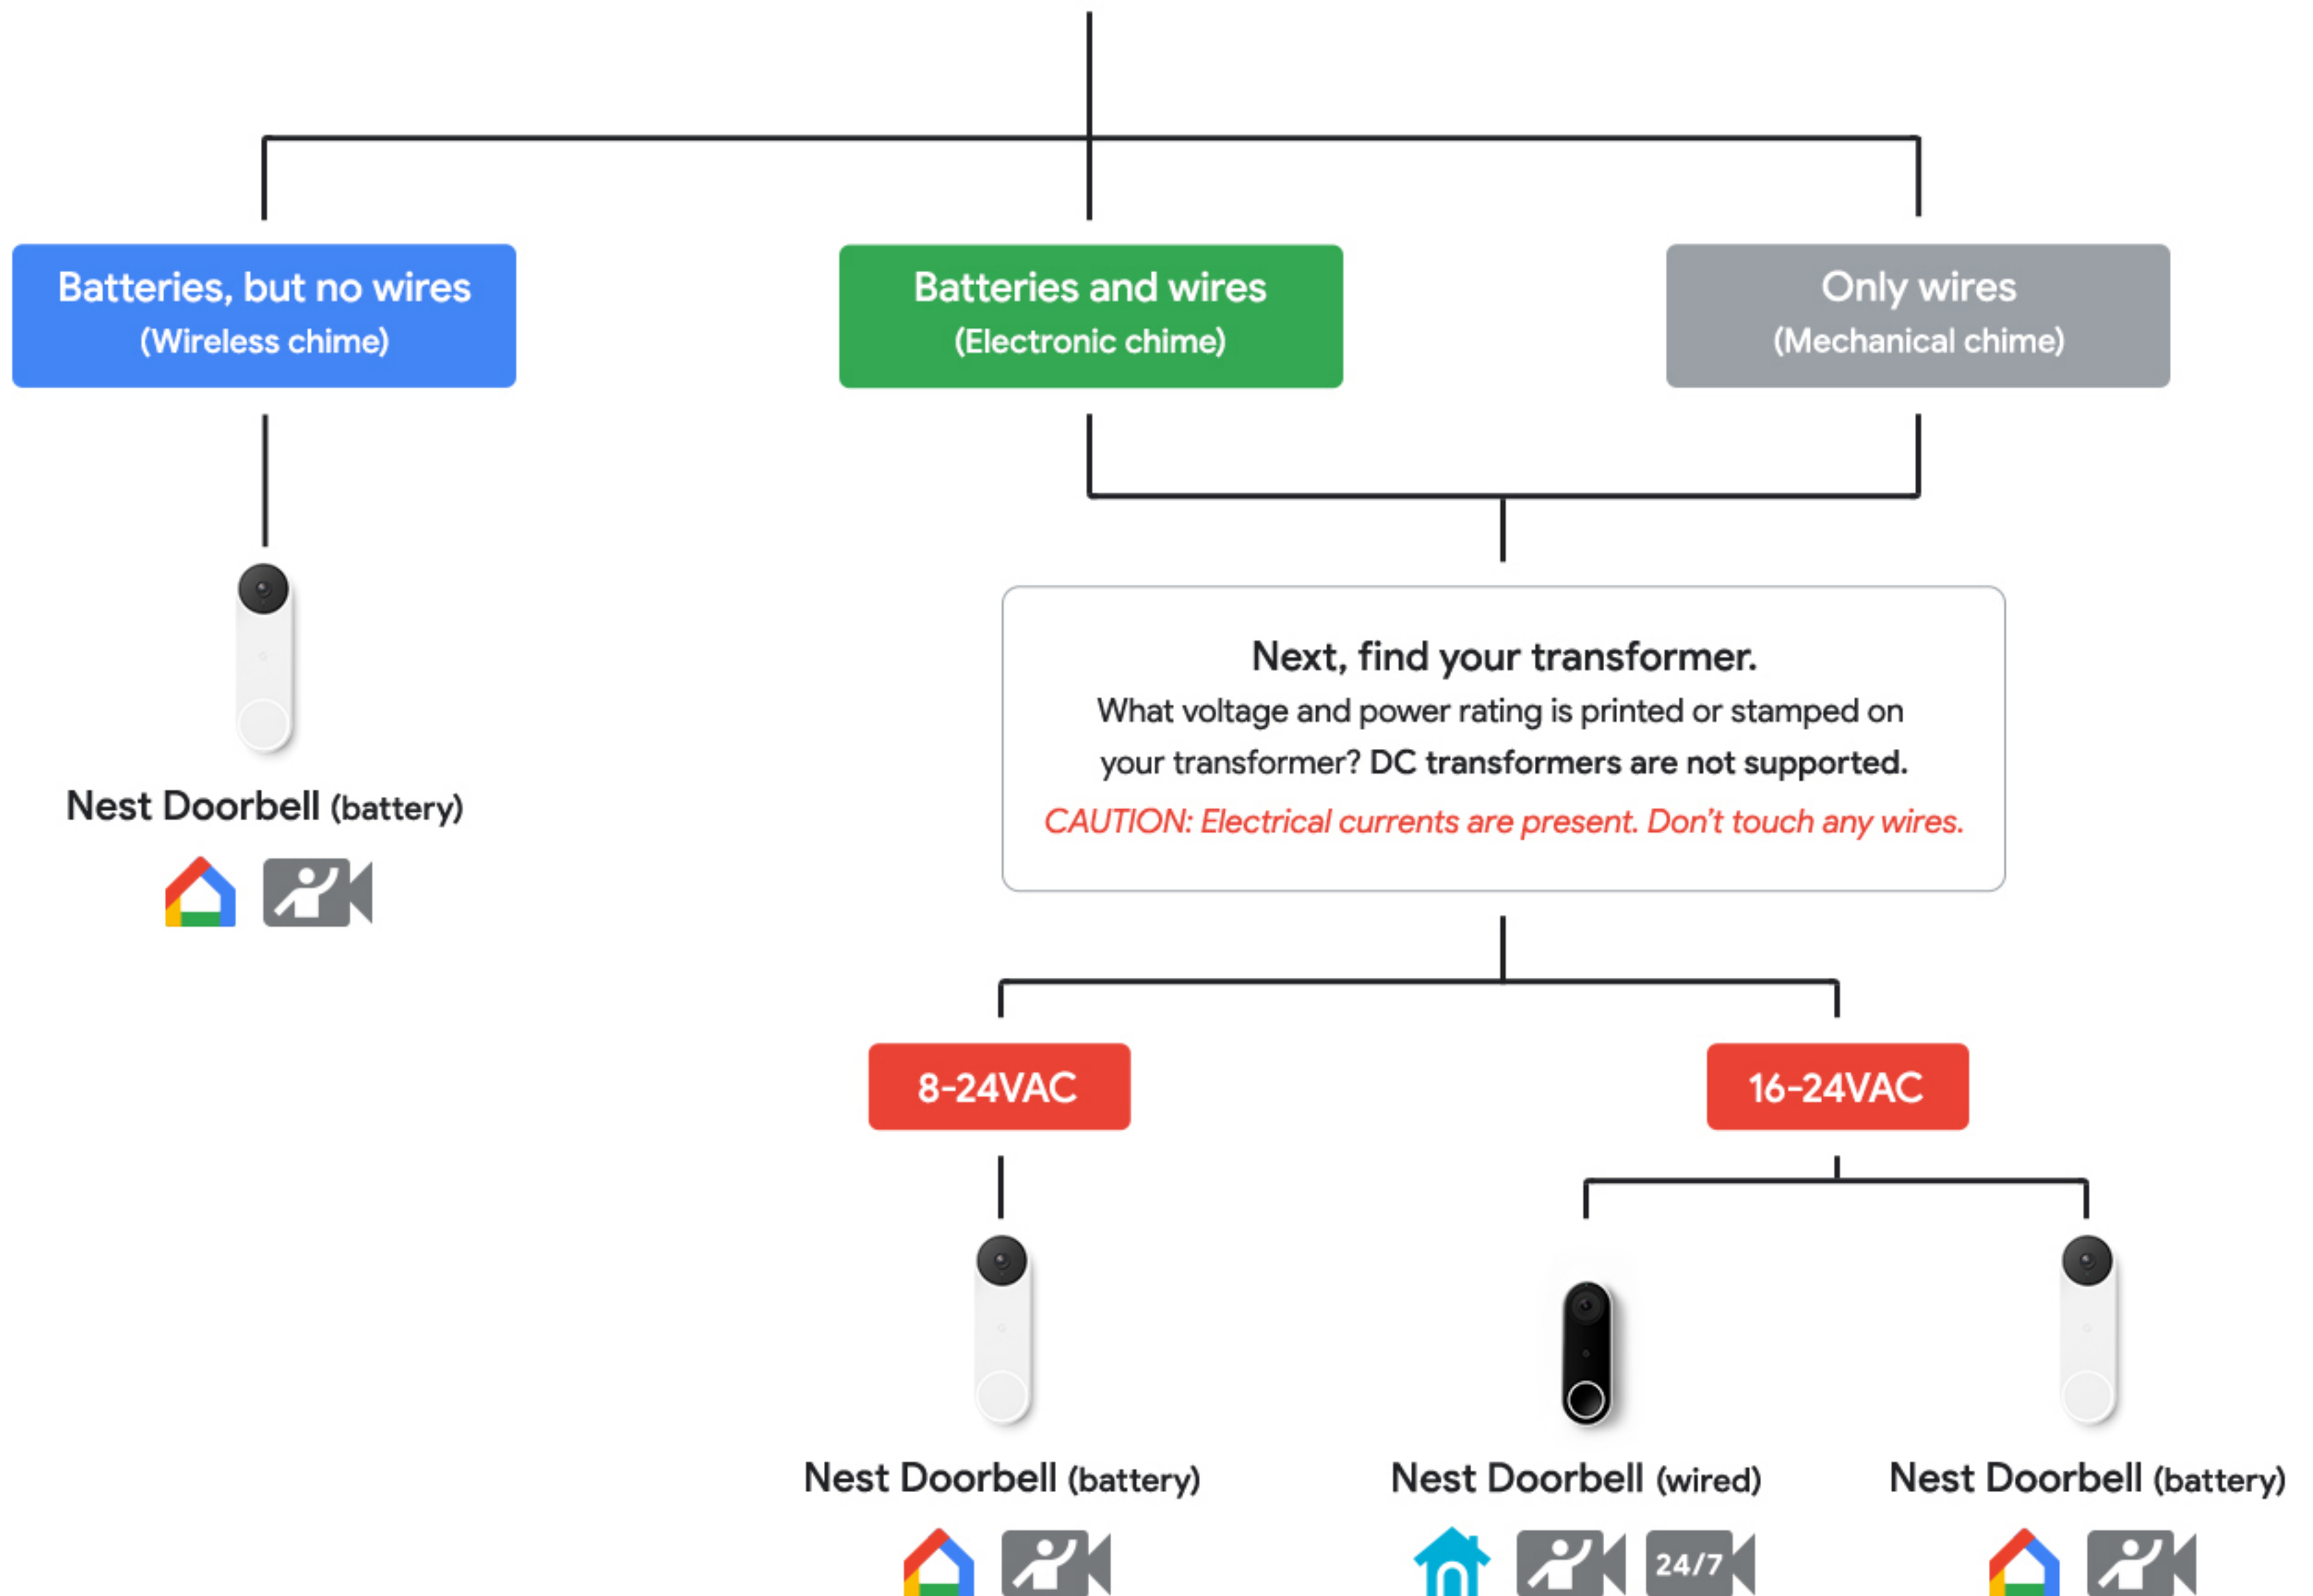 Batteries, but no wires
(Wireless chime)
Batteries and wires
(Electronic chime)
Only wires
(Mechanical chime)
Nest Doorbell (battery)
Next, find your transformer.
What voltage and power rating is printed or stamped on
your transformer? DC transformers are not supported.
CAUTION: Electrical currents are present. Don't touch any wires.
8-24VAC
16-24VAC
Nest Doorbell (battery)
Nest Doorbell (wired)
Nest Doorbell (battery)
24/7